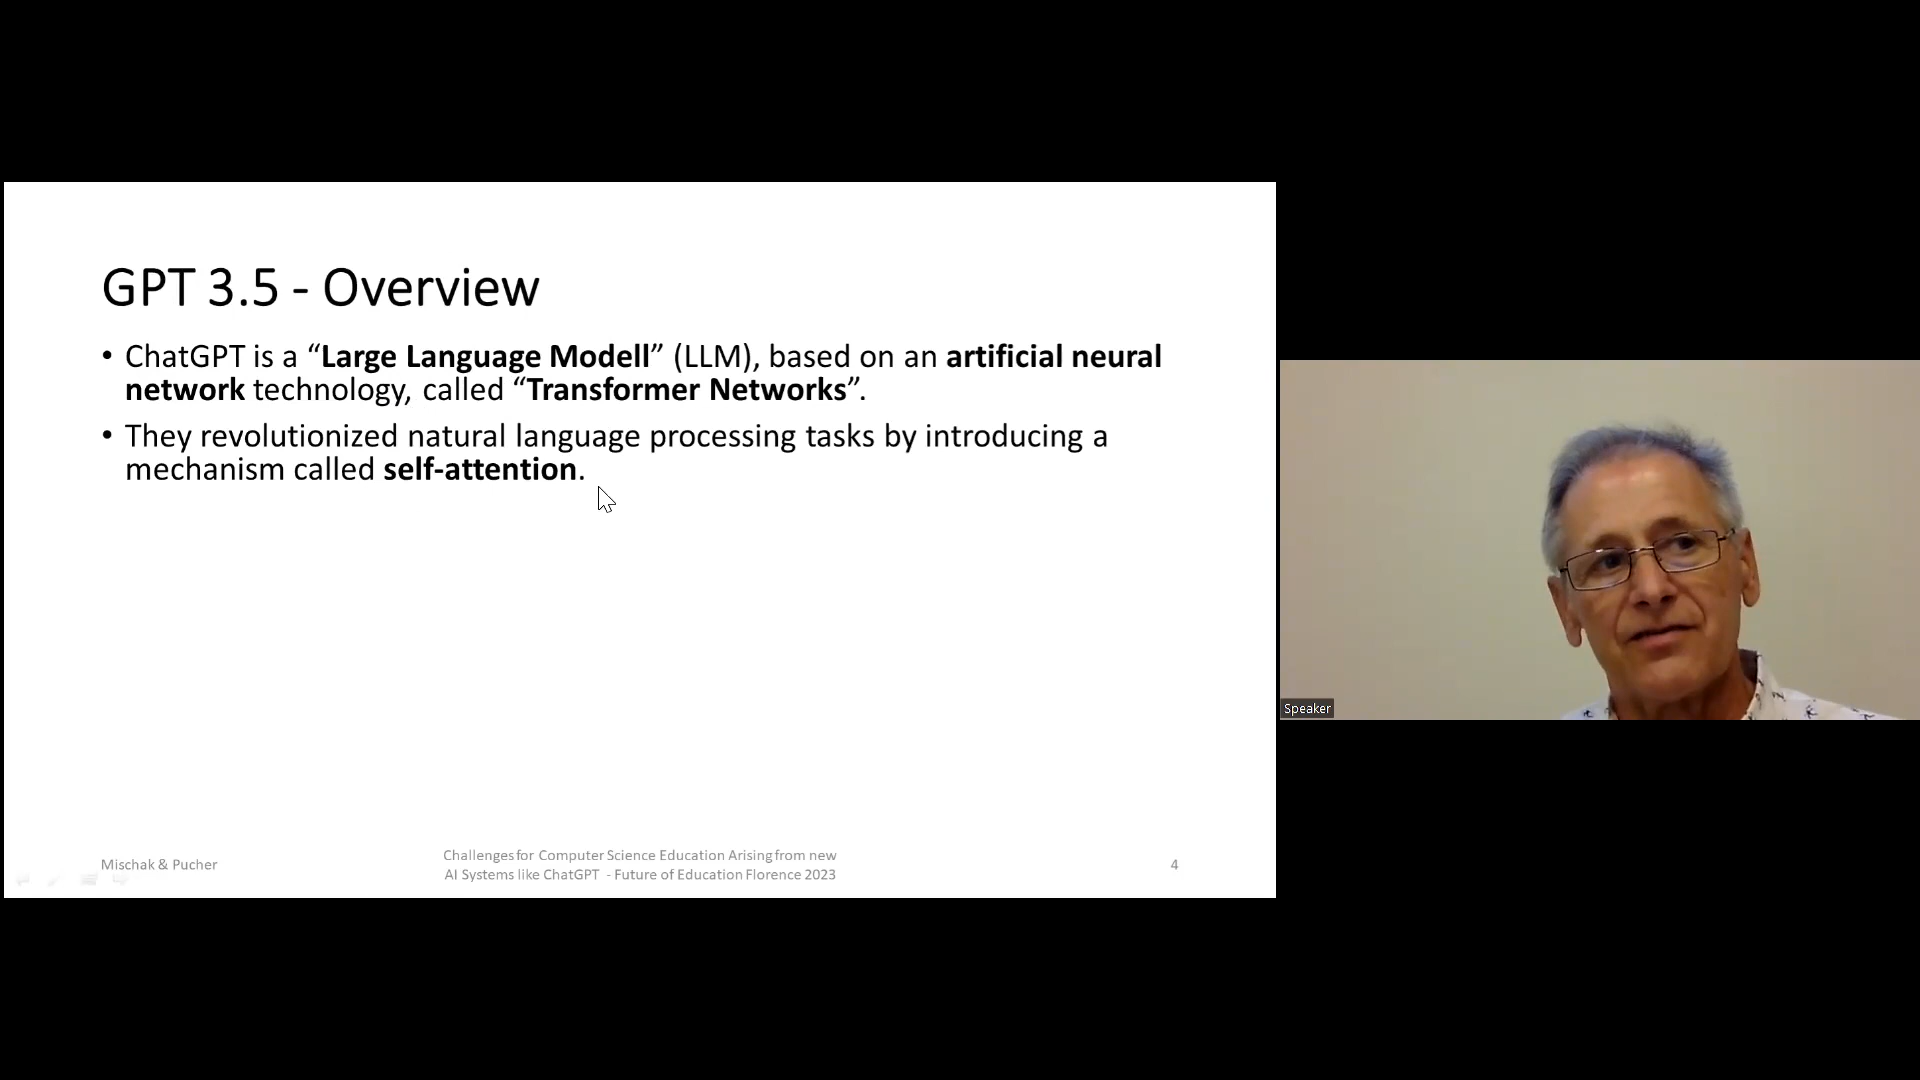 GPT 3.5 - Overview
• ChatGPT is a “Large Language Modell” (LLM), based on an artificial neural
network technology, called “Transformer Networks”.
• They revolutionized natural language processing tasks by introducing a
mechanism called self-attention.
Mischak & Pucher
Challenges for Computer Science Education Arising from new
AI Systems like ChatGPT - Future of Education Florence 2023
4
Speaker